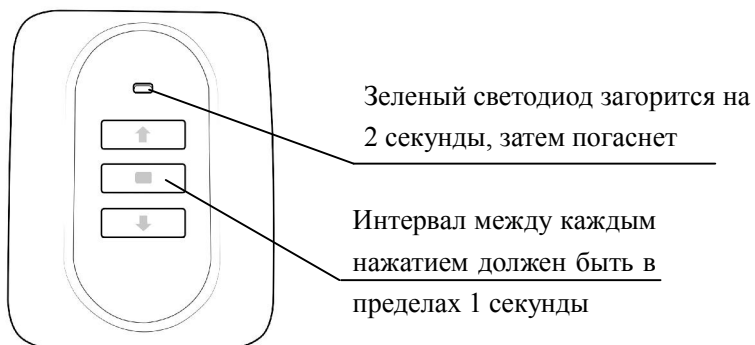 Зеленый светодиод загорится на
2 секунды, затем погаснет
Интервал между каждым
нажатием должен быть в
пределах 1 секунды